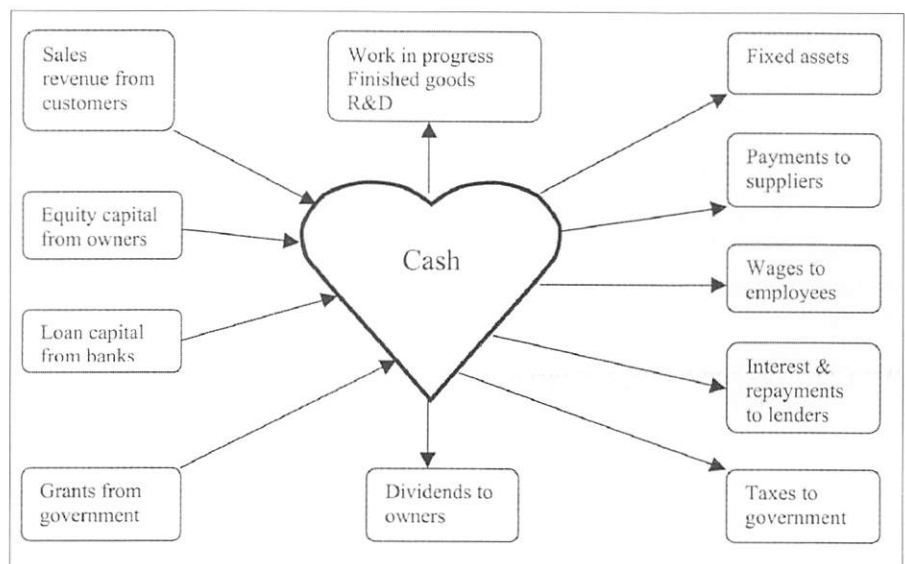 Sales
revenue from
customers
Work in progress
Finished goods
R&D
Fixed assets
Payments to
suppliers
Equity capital
from owners
Cash
Wages to
employees
Loan capital
from banks
Interest &
repayments
to lenders
Grants from
government
Dividends to
owners
Taxes to
government